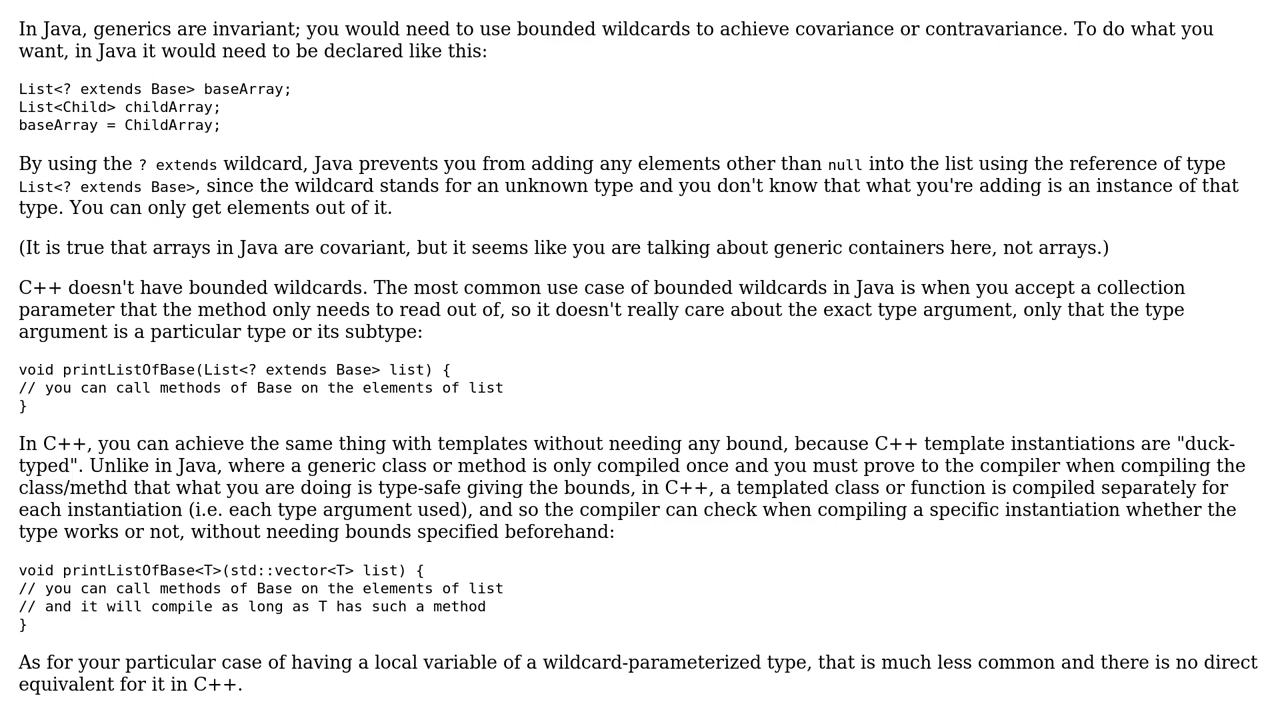 In Java, generics are invariant; you would need to use bounded wildcards to achieve covariance or contravariance. To do what you
want, in Java it would need to be declared like this:
List<? extends Base> baseArray;
List<Child> childArray;
baseArray = ChildArray;
By using the ? extends wildcard, Java prevents you from adding any elements other than null into the list using the reference of type
List<? extends Base>, since the wildcard stands for an unknown type and you don't know that what you're adding is an instance of that
type. You can only get elements out of it.
(It is true that arrays in Java are covariant, but it seems like you are talking about generic containers here, not arrays.)
C++ doesn't have bounded wildcards. The most common use case of bounded wildcards in Java is when you accept a collection
parameter that the method only needs to read out of, so it doesn't really care about the exact type argument, only that the type
argument is a particular type or its subtype:
void printListOfBase(List<? extends Base> list) {
// you can call methods of Base on the elements of list
}
In C++, you can achieve the same thing with templates without needing any bound, because C++ template instantiations are "duck-
typed". Unlike in Java, where a generic class or method is only compiled once and you must prove to the compiler when compiling the
class/methd that what you are doing is type-safe giving the bounds, in C++, a templated class or function is compiled separately for
each instantiation (i.e. each type argument used), and so the compiler can check when compiling a specific instantiation whether the
type works or not, without needing bounds specified beforehand:
void printListOfBase<T>(std::vector<T> list) {
// you can call methods of Base on the elements of list
// and it will compile as long as T has such a method
}
As for your particular case of having a local variable of a wildcard-parameterized type, that is much less common and there is no direct
equivalent for it in C++.